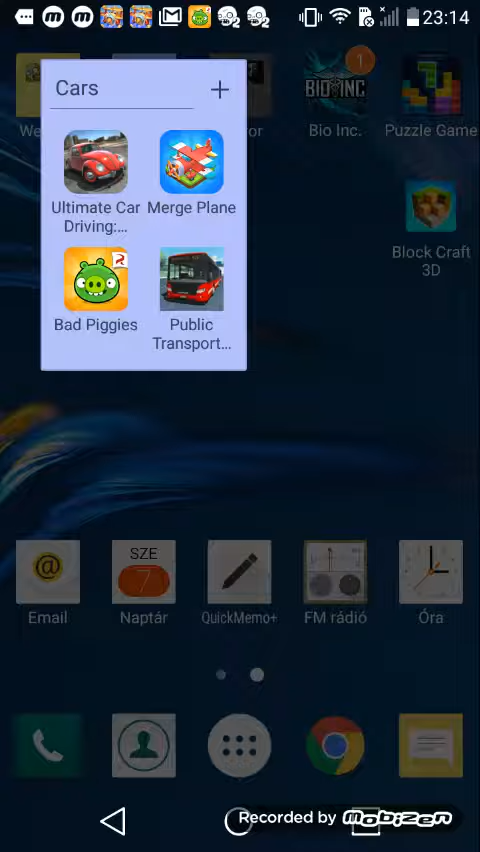 23:14
Cars
We
or
Bio Inc.
Puzzle Game
BIO INC
1
Ultimate Car
Driving:...
Merge Plane
Block Craft
3D
Bad Piggies
Public
Transport...
SZE
7
Email
Naptár
QuickMemo+
FM rádió
Óra
Recorded by Mobizen